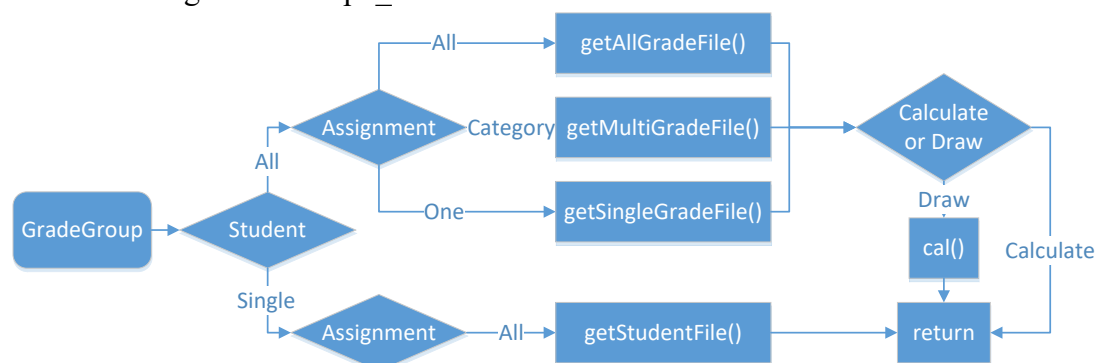 All
getAllGradeFile()
Assignment
Category
getMultiGradeFile()
Calculate
or Draw
All
One
getSingleGradeFile()
Draw
GradeGroup
Student
cal()
Calculate
Single
Assignment
All
getStudentFile()
return